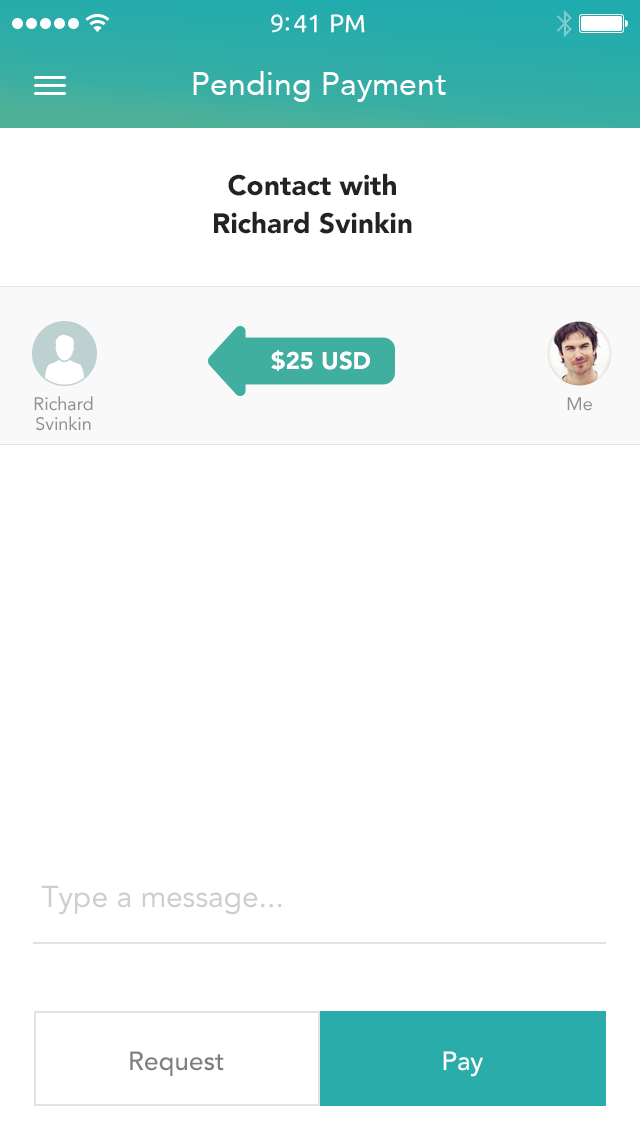 9:41 PM
Pending Payment
Contact with
Richard Svinkin
$25 USD
Richard
Svinkin
Me
Type a message...
Request
Pay